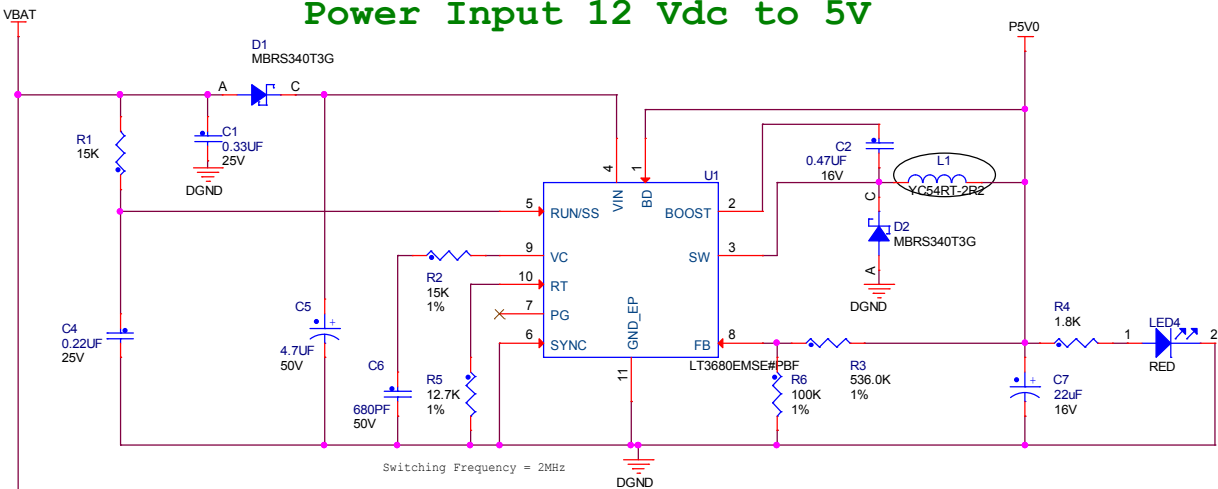 Power Input 12 Vdc to 5V
VBAT
P5V0
D1
MBRS340T3G
A
C
R1
15K
C1
0.33UF
25V
DGND
4
1
C2
0.47UF
16V
L1
YC54RT-2R2
U1
VIN
BD
5
RUN/SS
BOOST
2
C
D2
MBRS340T3G
A
DGND
9
VC
SW
3
R2
15K
1%
10
RT
7
PG
6
SYNC
GND_EP
FB
8
11
LT3680EMSE#PBF
C4
0.22UF
25V
C5
+
4.7UF
50V
C6
680PF
50V
R5
12.7K
1%
R6
100K
1%
R3
536.0K
1%
R4
1.8K
1
LED4
2
RED
+
C7
22uF
16V
Switching Frequency = 2MHz
DGND